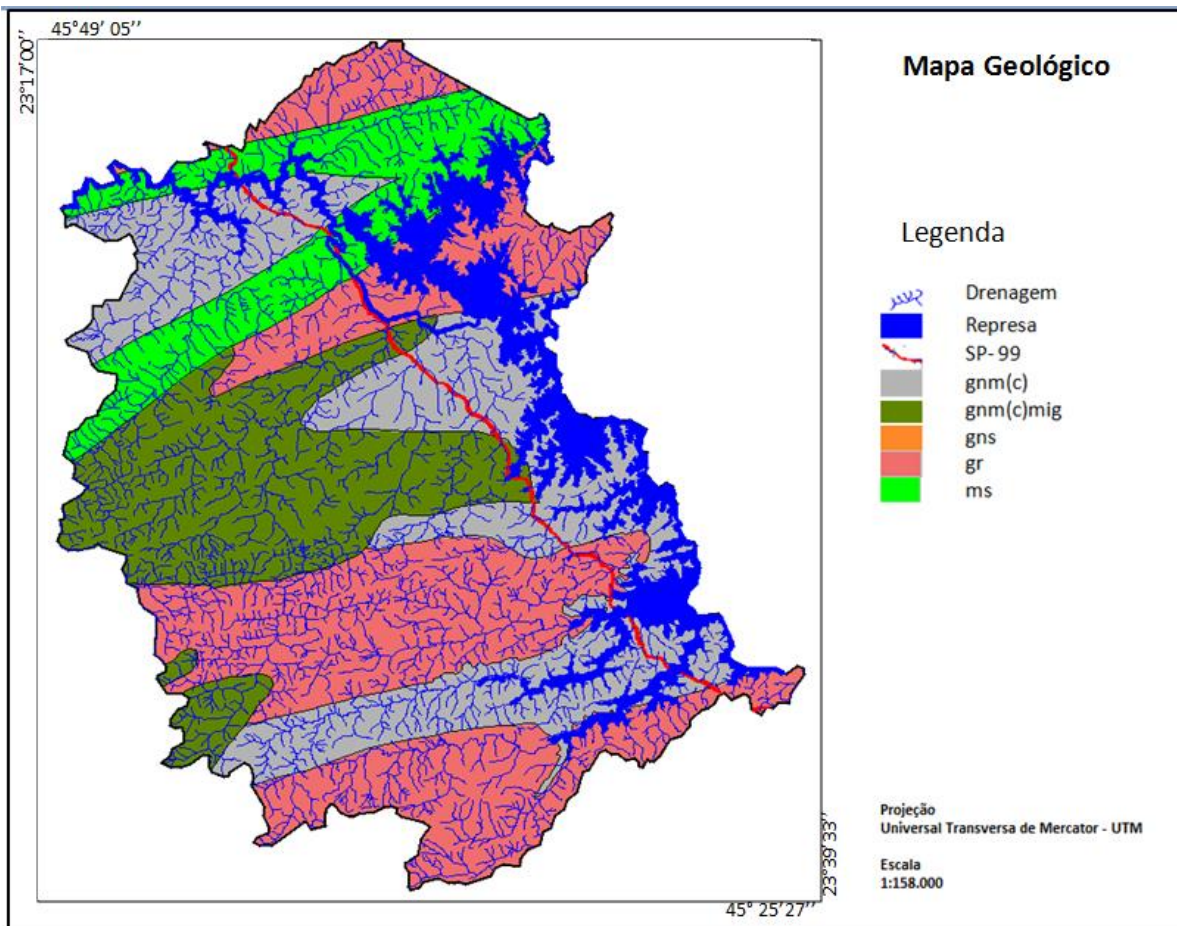 45°49’ 05’’
23°17’00’’
Mapa Geológico
Legenda
Drenagem
Represa
SP- 99
gnm(c)
gnm(c)mig
gns
gr
ms
Projeção
Universal Transversa de Mercator - UTM
Escala
1:158.000
23°39’33’’
45° 25’27’’